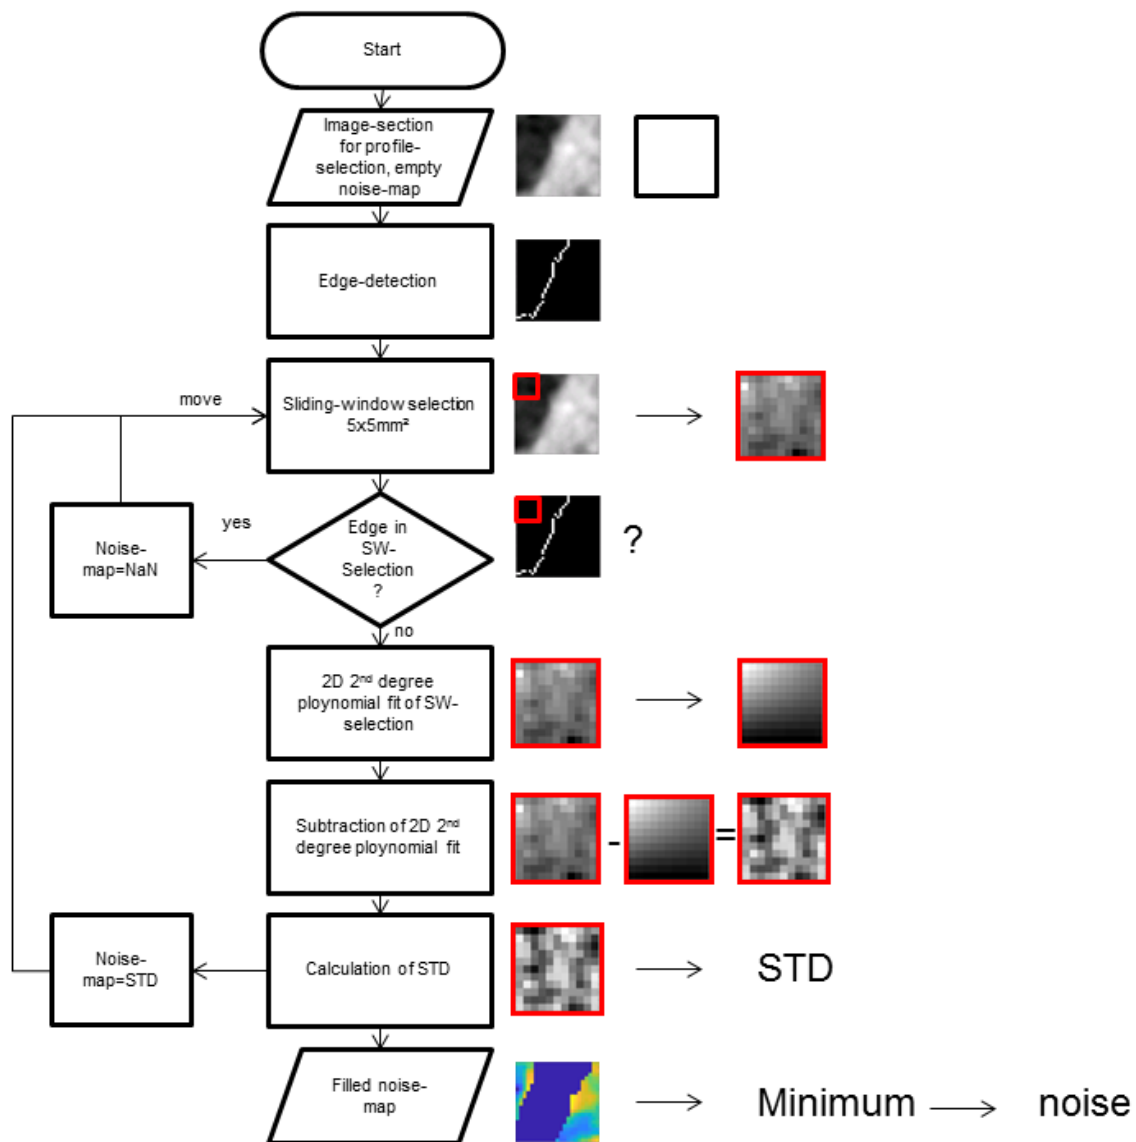 Start
Image-section
for profile-
selection, empty
noise-map
Edge-detection
move
Sliding-window selection
5x5mm²
yes
Edge in
SW-
Selection
?
?
Noise-
map=NaN
no
2D 2nd degree
ploynomial fit of SW-
selection
Subtraction of 2D 2nd
degree ploynomial fit
- =
Noise-
map=STD
Calculation of STD
STD
Filled noise-
map
Minimum
noise